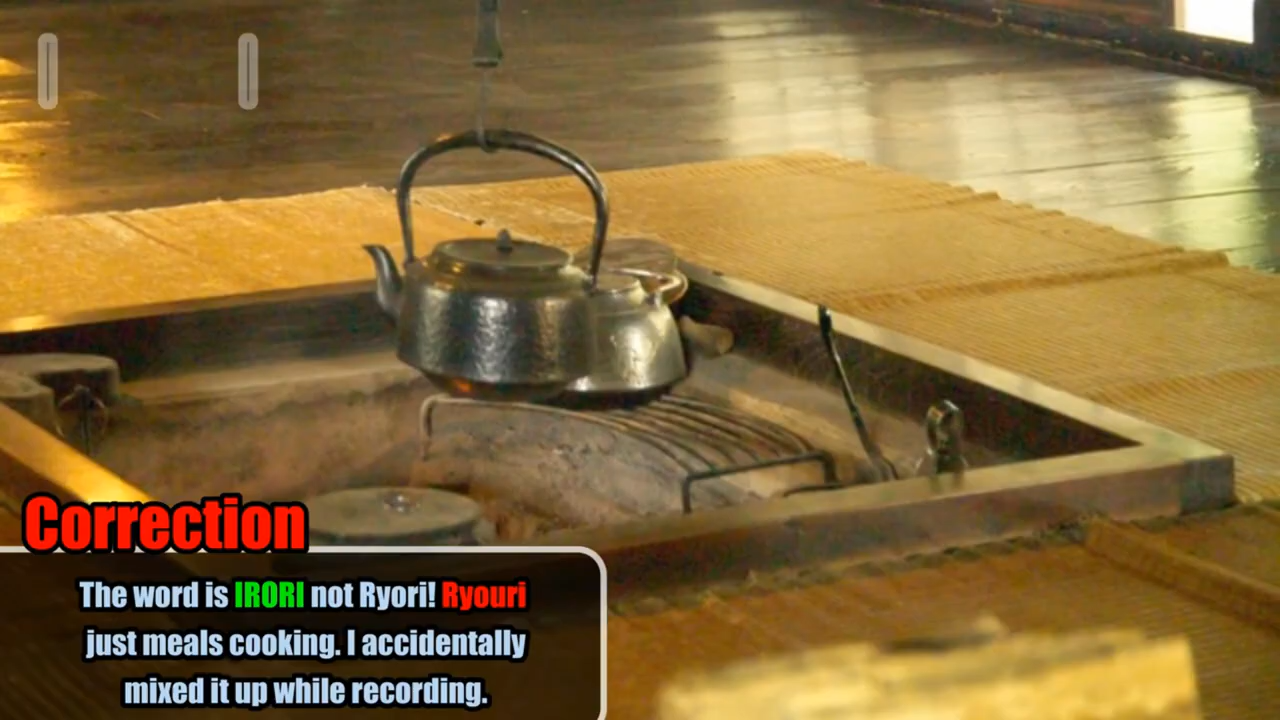 Correction
The word is IRORI not Ryori! Ryouri
just meals cooking. I accidentally
mixed it up while recording.